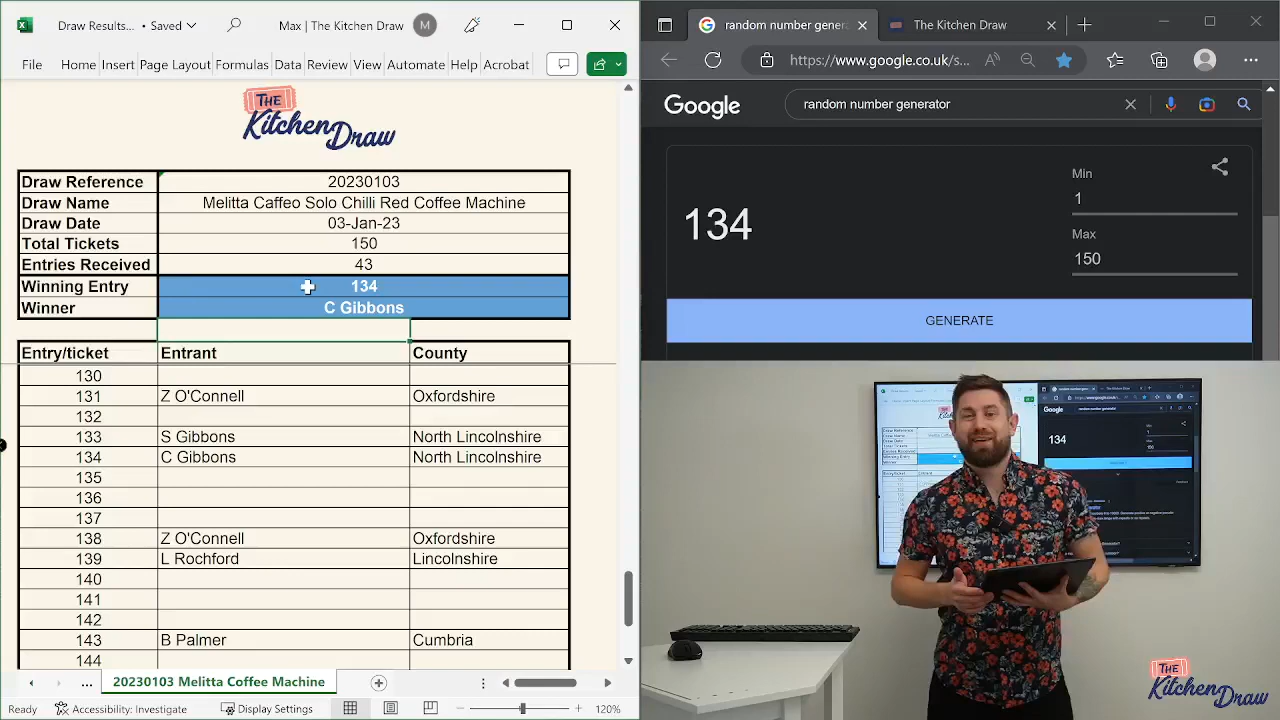 Draw Results... • Saved
Max | The Kitchen Draw
M
File Home Insert Page Layout Formulas Data Review View Automate Help Acrobat
THE
Kitchen Draw
Draw Reference 20230103
Draw Name Melitta Caffeo Solo Chilli Red Coffee Machine
Draw Date 03-Jan-23
Total Tickets 150
Entries Received 43
Winning Entry 134
Winner C Gibbons
Entry/ticket Entrant County
130
131 Z O'Connell Oxfordshire
132
133 S Gibbons North Lincolnshire
134 C Gibbons North Lincolnshire
135
136
137
138 Z O'Connell Oxfordshire
139 L Rochford Lincolnshire
140
141
142
143 B Palmer Cumbria
144
... 20230103 Melitta Coffee Machine
Ready Accessibility: Investigate Display Settings 120%
random number genera
The Kitchen Draw
https://www.google.co.uk/s...
Google random number generator
Min
1
134
Max
150
GENERATE
Google
134
THE
Kitchen Draw